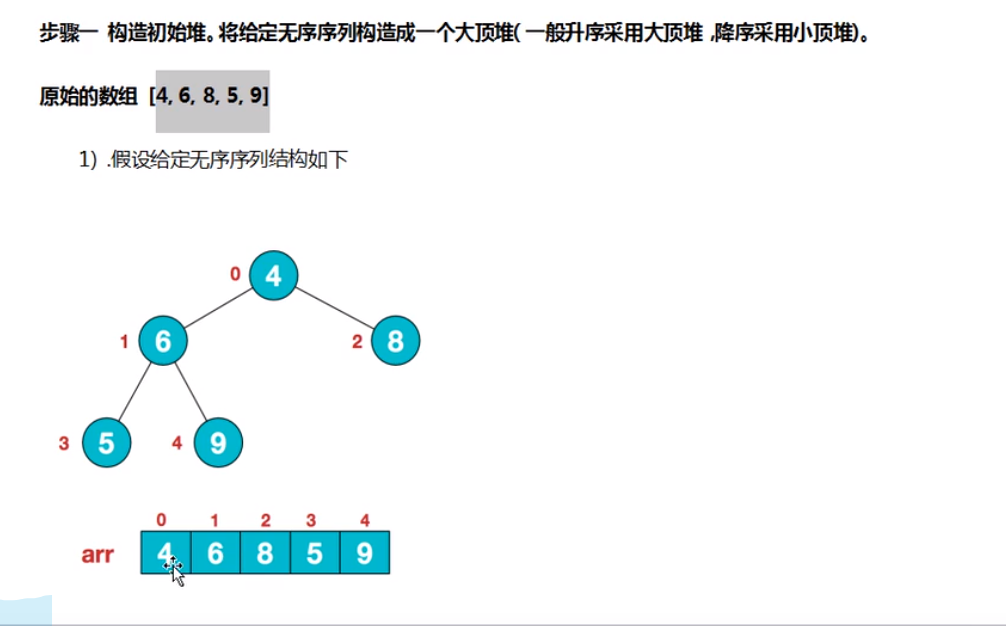 步骤一 构造初始堆。将给定无序序列构造成一个大顶堆( 一般升序采用大顶堆 ,降序采用小顶堆)。
原始的数组 [4, 6, 8, 5, 9]
1) .假设给定无序序列结构如下
0 4
1 6 2 8
3 5 4 9
0 1 2 3 4
arr 4 6 8 5 9